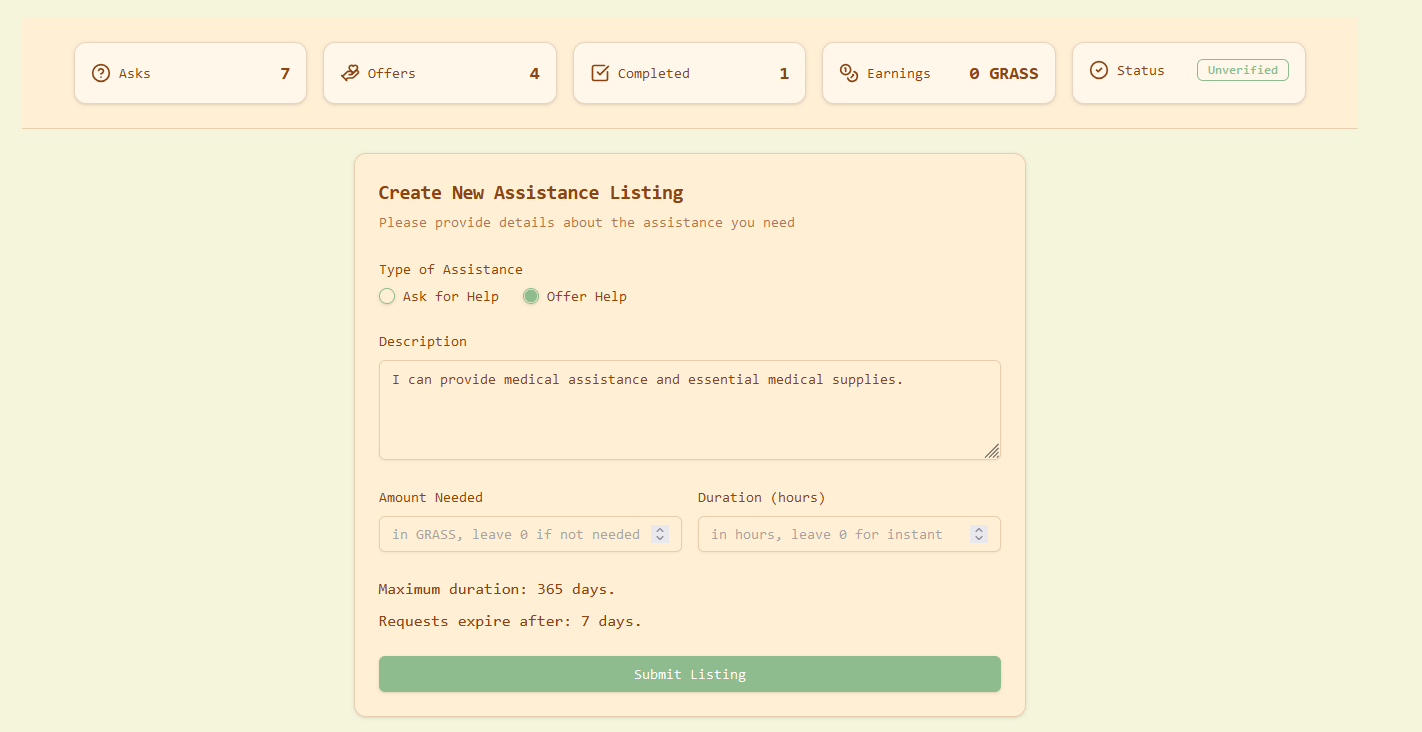 Asks 7 Offers 4 Completed 1 Earnings 0 GRASS Status Unverified
Create New Assistance Listing
Please provide details about the assistance you need
Type of Assistance
Ask for Help Offer Help
Description
I can provide medical assistance and essential medical supplies.
Amount Needed Duration (hours)
in GRASS, leave 0 if not needed in hours, leave 0 for instant
Maximum duration: 365 days.
Requests expire after: 7 days.
Submit Listing